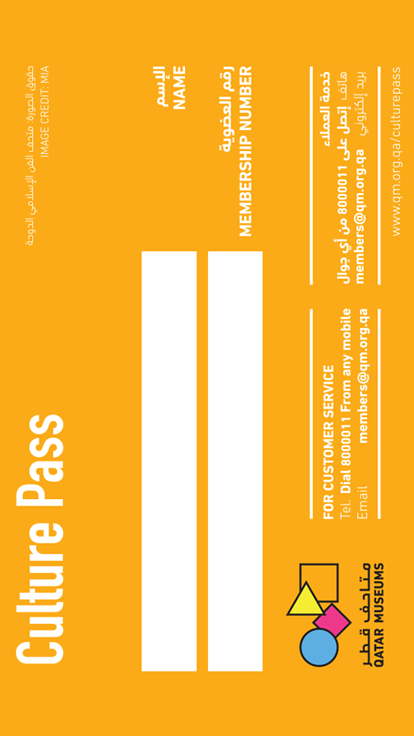 Culture Pass
حقوق الصورة: متحف الفن الإسلامي الدوحة
IMAGE CREDIT: MIA
الإسم
NAME
رقم العضوية
MEMBERSHIP NUMBER
متاحف قطر
QATAR MUSEUMS
FOR CUSTOMER SERVICE
Tel. Dial 8000011 From any mobile
Email members@qm.org.qa
خدمة العملاء
هاتف إتصل على 8000011 من أي جوال
بريد إلكتروني members@qm.org.qa
www.qm.org.qa/culturepass